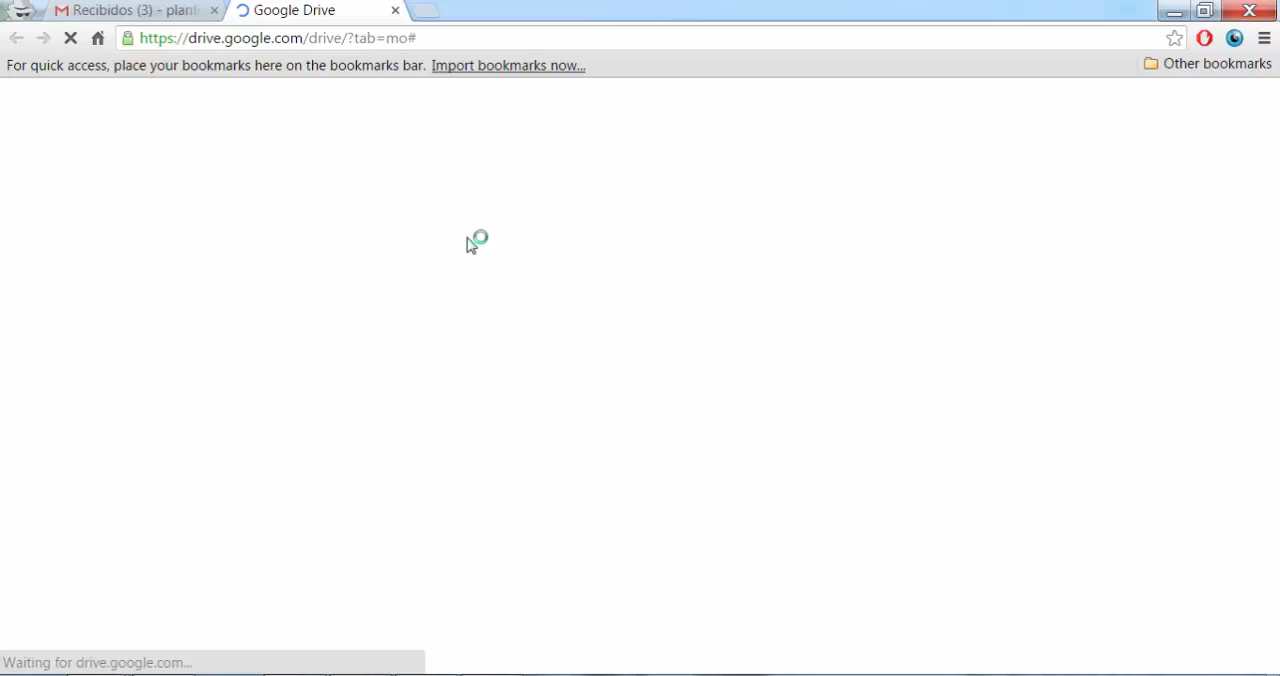 Recibidos (3) - planf
Google Drive
https://drive.google.com/drive/?tab=mo#
For quick access, place your bookmarks here on the bookmarks bar. Import bookmarks now...
Other bookmarks
Waiting for drive.google.com...